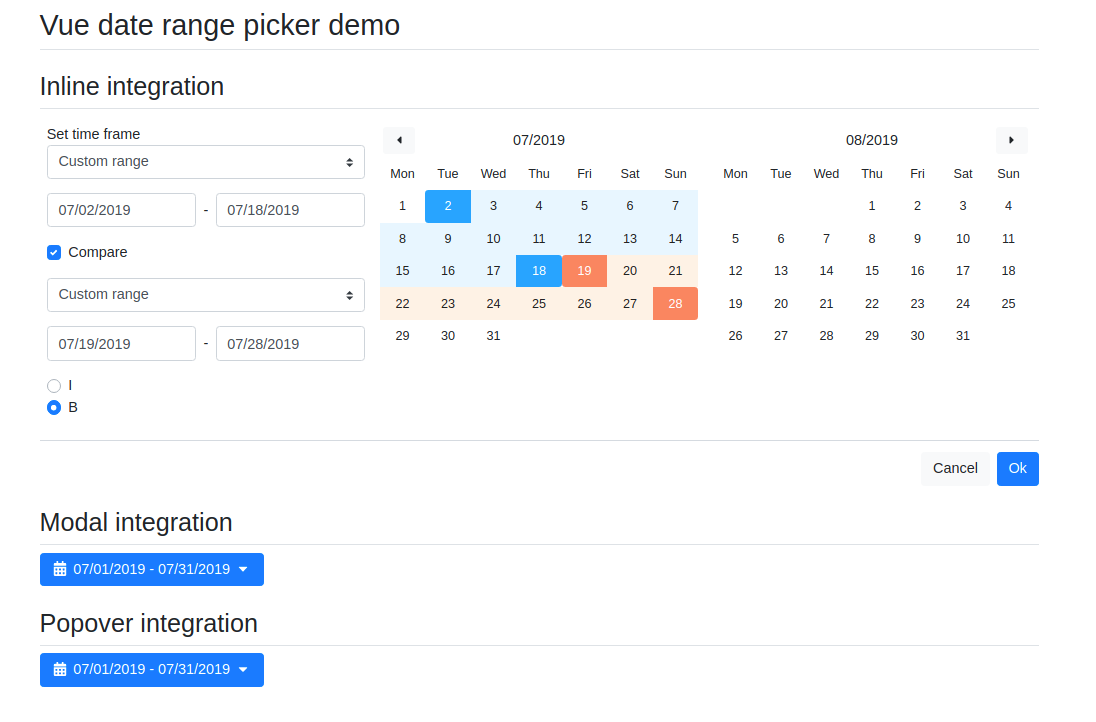 Vue date range picker demo
Inline integration
Set time frame
Custom range
07/02/2019 - 07/18/2019
Compare
Custom range
07/19/2019 - 07/28/2019
I
B
07/2019
Mon Tue Wed Thu Fri Sat Sun
1 2 3 4 5 6 7
8 9 10 11 12 13 14
15 16 17 18 19 20 21
22 23 24 25 26 27 28
29 30 31
08/2019
Mon Tue Wed Thu Fri Sat Sun
1 2 3 4
5 6 7 8 9 10 11
12 13 14 15 16 17 18
19 20 21 22 23 24 25
26 27 28 29 30 31
Cancel Ok
Modal integration
07/01/2019 - 07/31/2019
Popover integration
07/01/2019 - 07/31/2019